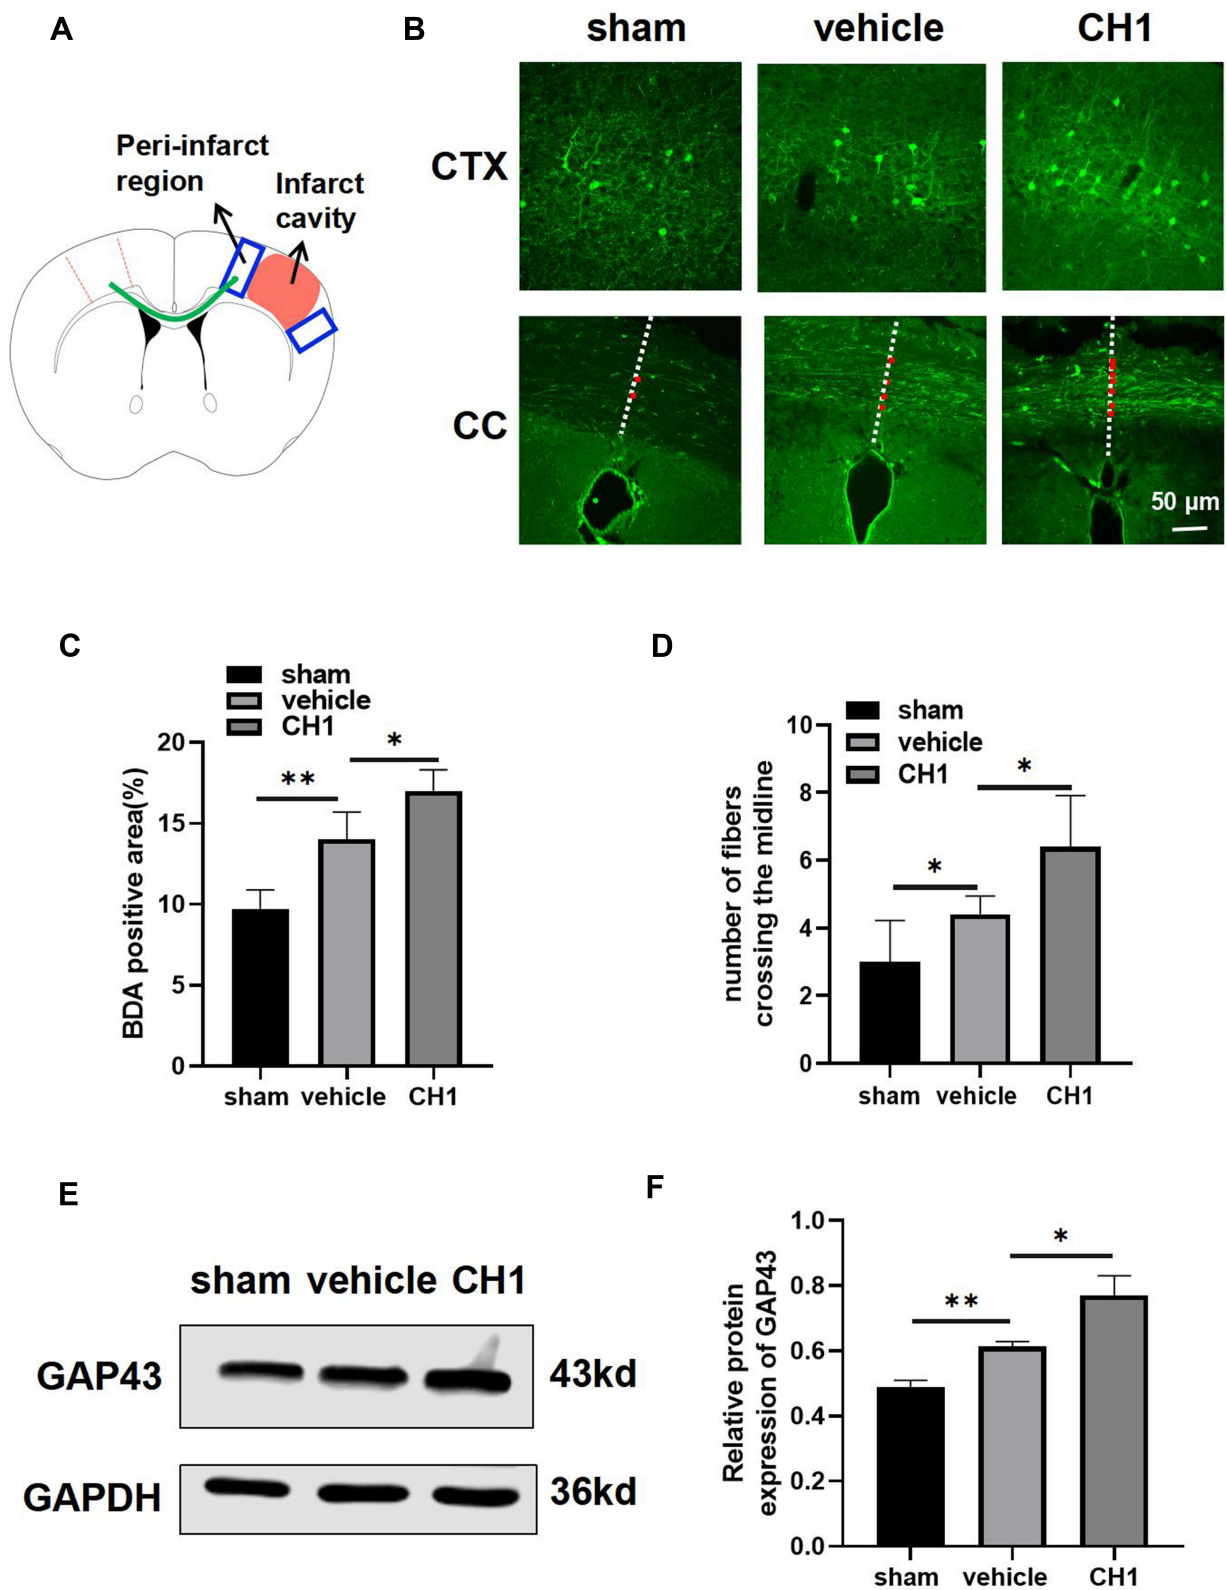 A
Peri-infarct
region
Infarct
cavity
B
sham
vehicle
CH1
CTX
CC
50 µm
C
sham
vehicle
CH1
BDA positive area(%)
20
15
10
5
0
**
*
sham
vehicle
CH1
D
sham
vehicle
CH1
number of fibers
crossing the midline
10
8
6
4
2
0
*
*
sham
vehicle
CH1
E
sham vehicle CH1
GAP43
43kd
GAPDH
36kd
F
Relative protein
expression of GAP43
1.0
0.8
0.6
0.4
0.2
0.0
**
*
sham
vehicle
CH1